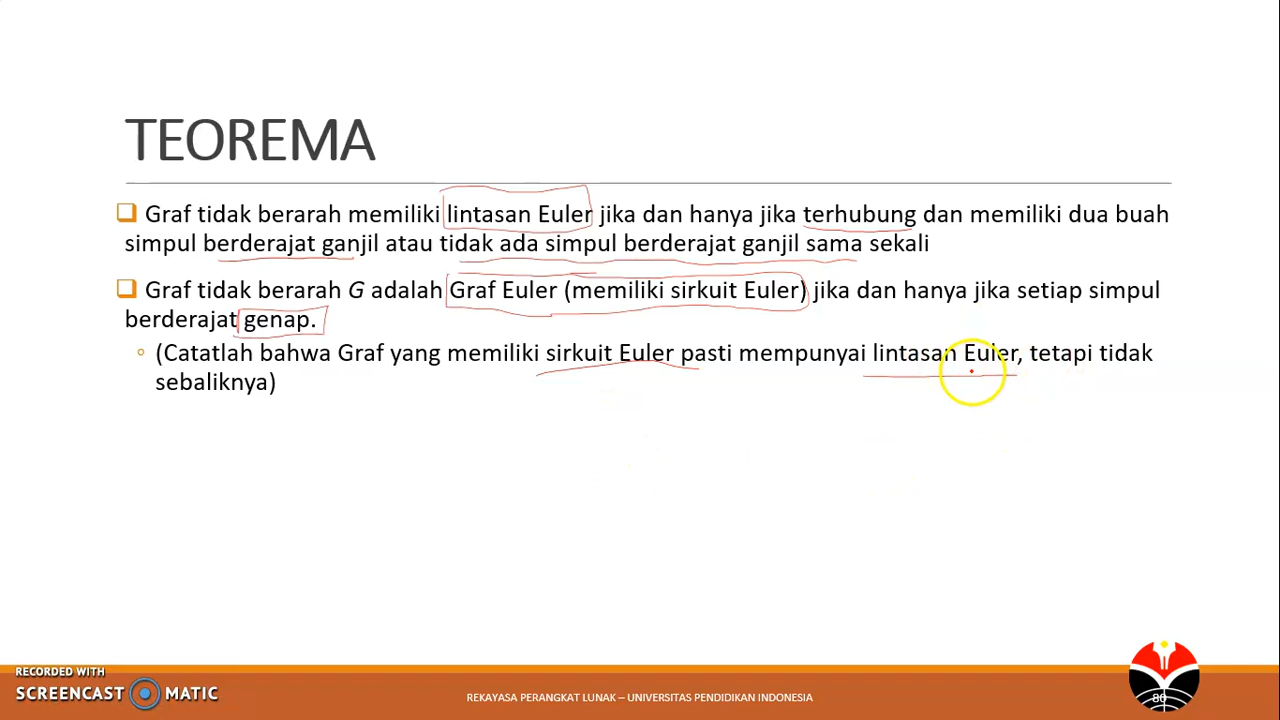 TEOREMA
Graf tidak berarah memiliki lintasan Euler jika dan hanya jika terhubung dan memiliki dua buah
simpul berderajat ganjil atau tidak ada simpul berderajat ganjil sama sekali
Graf tidak berarah G adalah Graf Euler (memiliki sirkuit Euler) jika dan hanya jika setiap simpul
berderajat genap.
(Catatlah bahwa Graf yang memiliki sirkuit Euler pasti mempunyai lintasan Euler, tetapi tidak
sebaliknya)
RECORDED WITH
SCREENCAST MATIC
REKAYASA PERANGKAT LUNAK – UNIVERSITAS PENDIDIKAN INDONESIA
80